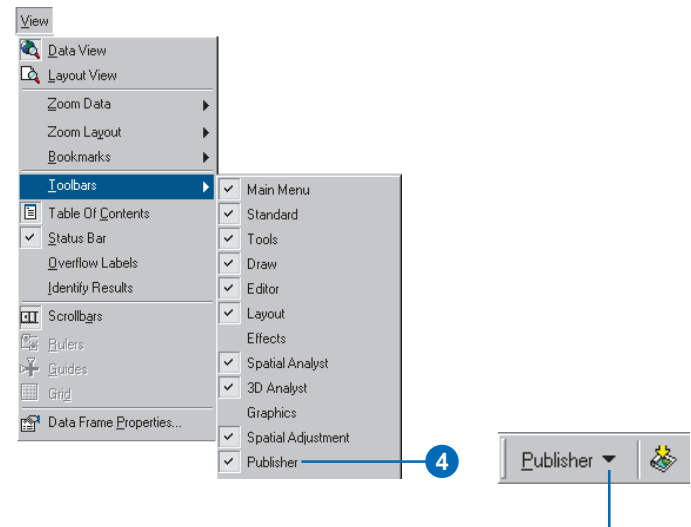 View
Data View
Layout View
Zoom Data
Zoom Layout
Bookmarks
Toolbars
Table Of Contents
Status Bar
Overflow Labels
Identify Results
Scrollbars
Rulers
Guides
Grid
Data Frame Properties...
Main Menu
Standard
Tools
Draw
Editor
Layout
Effects
Spatial Analyst
3D Analyst
Graphics
Spatial Adjustment
Publisher
4
Publisher